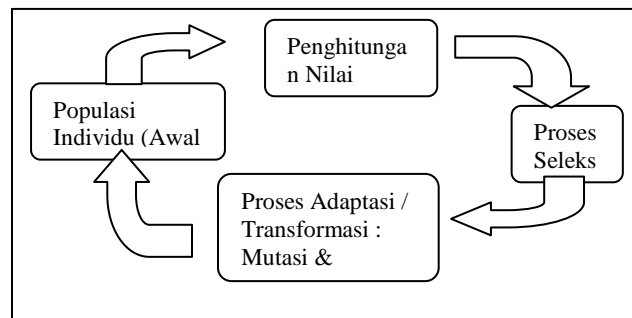 Penghitunga
n Nilai
Populasi
Individu (Awal
Proses
Seleks
Proses Adaptasi /
Transformasi :
Mutasi &